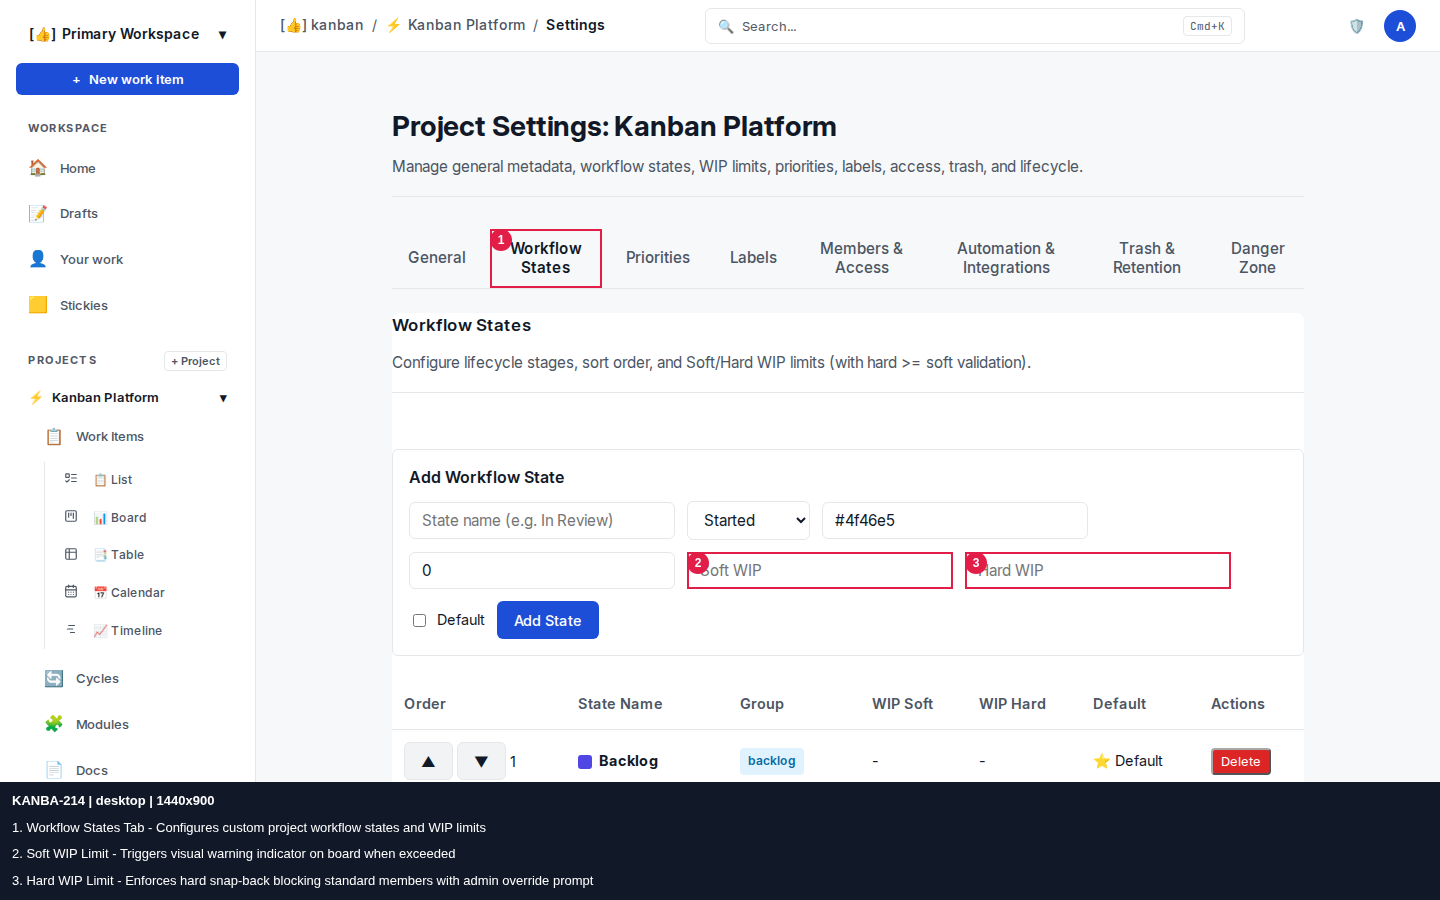 [👍] Primary Workspace ▼
+ New work item
WORKSPACE
🏠 Home
📝 Drafts
👤 Your work
🟨 Stickies
PROJECTS
+ Project
⚡ Kanban Platform ▼
📋 Work Items
📋 List
📊 Board
📑 Table
📅 Calendar
📈 Timeline
🔄 Cycles
🧩 Modules
📄 Docs
[👍] kanban / ⚡ Kanban Platform / Settings
🔍 Search...
Cmd+K
🛡️
A
Project Settings: Kanban Platform
Manage general metadata, workflow states, WIP limits, priorities, labels, access, trash, and lifecycle.
General
1
Workflow
States
Priorities
Labels
Members &
Access
Automation &
Integrations
Trash &
Retention
Danger
Zone
Workflow States
Configure lifecycle stages, sort order, and Soft/Hard WIP limits (with hard >= soft validation).
Add Workflow State
State name (e.g. In Review)
Started
#4f46e5
0
2
Soft WIP
3
Hard WIP
Default
Add State
Order State Name Group WIP Soft WIP Hard Default Actions
▲ ▼ 1 Backlog backlog - - ⭐ Default Delete
KANBA-214 | desktop | 1440x900
1. Workflow States Tab - Configures custom project workflow states and WIP limits
2. Soft WIP Limit - Triggers visual warning indicator on board when exceeded
3. Hard WIP Limit - Enforces hard snap-back blocking standard members with admin override prompt